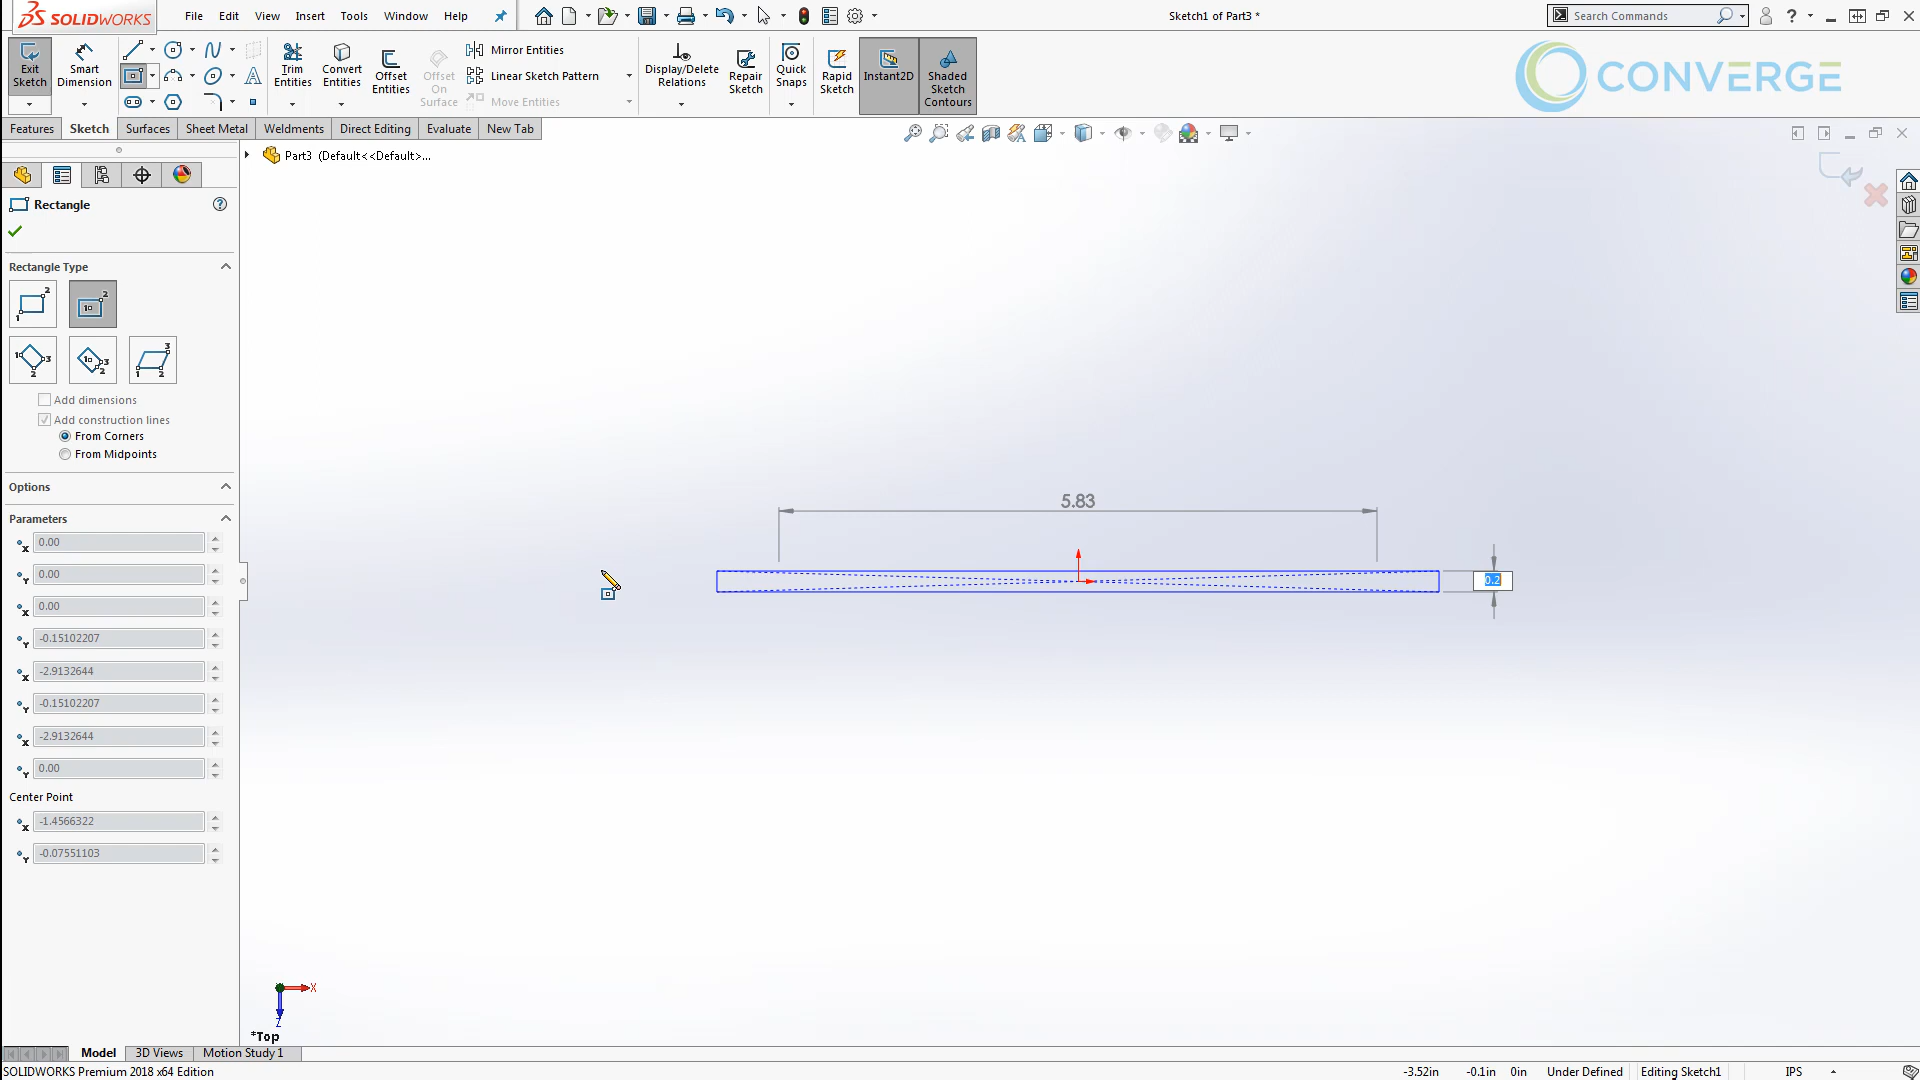 SOLIDWORKS
File Edit View Insert Tools Window Help
Sketch1 of Part3 *
Search Commands
Exit Sketch
Smart Dimension
Trim Entities
Convert Entities
Offset Entities
Offset On Surface
Mirror Entities
Linear Sketch Pattern
Move Entities
Display/Delete Relations
Repair Sketch
Quick Snaps
Rapid Sketch
Instant2D
Shaded Sketch Contours
CONVERGE
Features Sketch Surfaces Sheet Metal Weldments Direct Editing Evaluate New Tab
Part3 (Default<<Default>...
Rectangle
Rectangle Type
Add dimensions
Add construction lines
From Corners
From Midpoints
Options
Parameters
0.00
0.00
0.00
-0.15102207
-2.9132644
-0.15102207
-2.9132644
0.00
Center Point
-1.4566322
-0.07551103
5.83
0.2
X
Z
*Top
Model 3D Views Motion Study 1
SOLIDWORKS Premium 2018 x64 Edition
-3.52in -0.1in 0in Under Defined Editing Sketch1 IPS